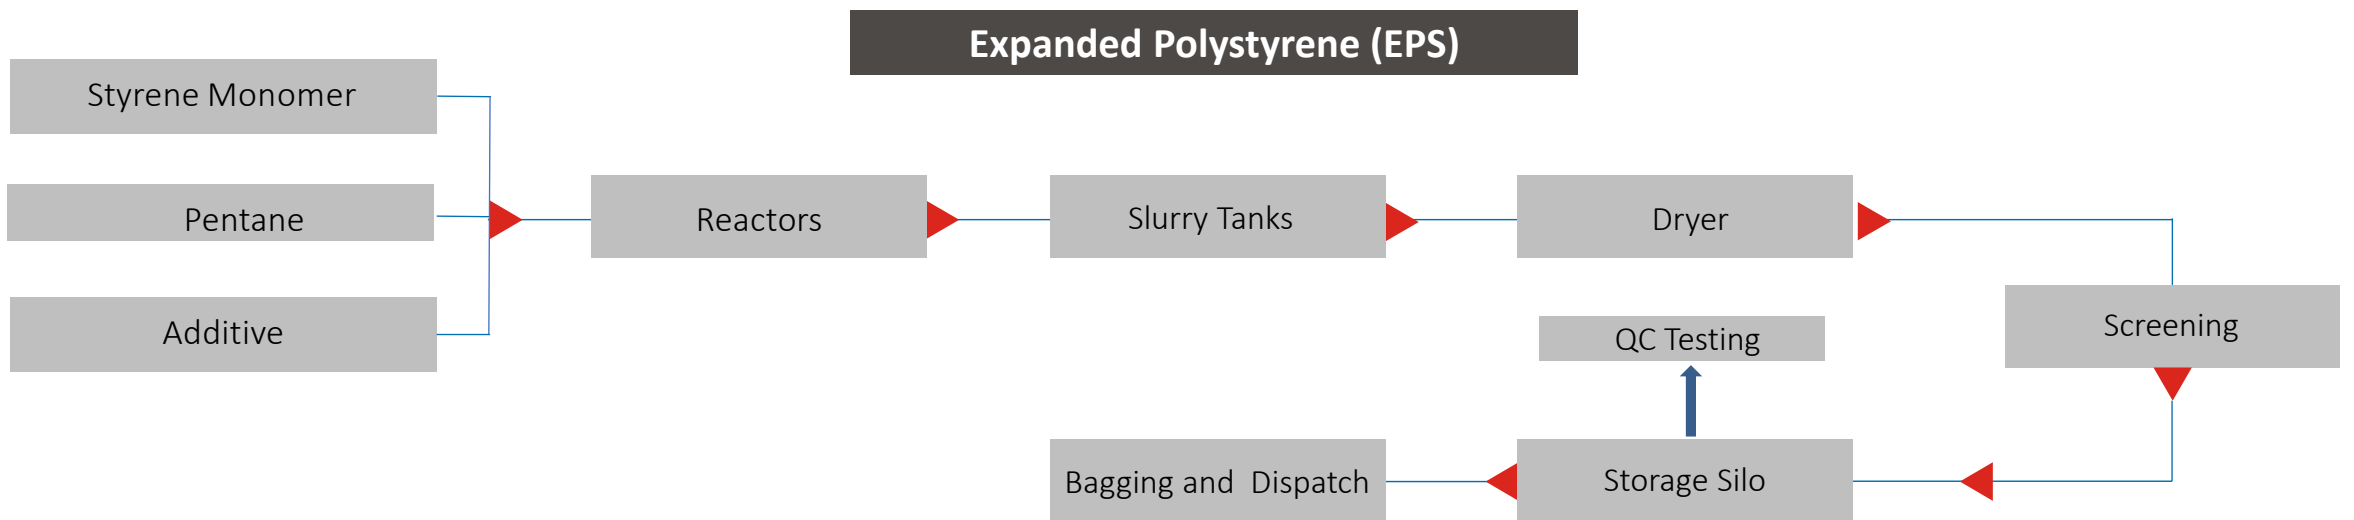 Expanded Polystyrene (EPS)
Styrene Monomer
Pentane
Additive
Reactors
Slurry Tanks
Dryer
Screening
QC Testing
Storage Silo
Bagging and  Dispatch